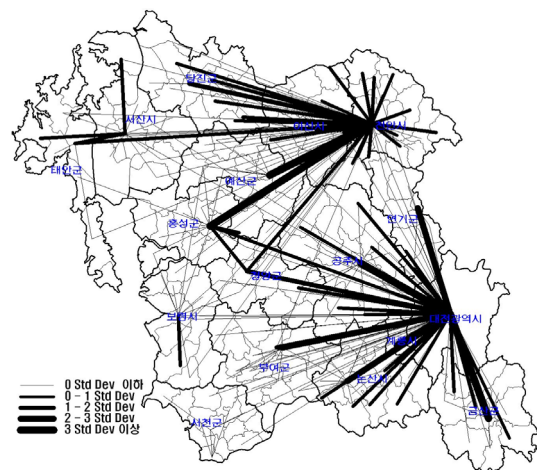 당진군
서산시
아산시
천안시
태안군
예산군
홍성군
연기군
공주시
청양군
보령시
대전광역시
계룡시
부여군
논산시
금산군
서천군
0 Std Dev 이하
0 - 1 Std Dev
1 - 2 Std Dev
2 - 3 Std Dev
3 Std Dev 이상